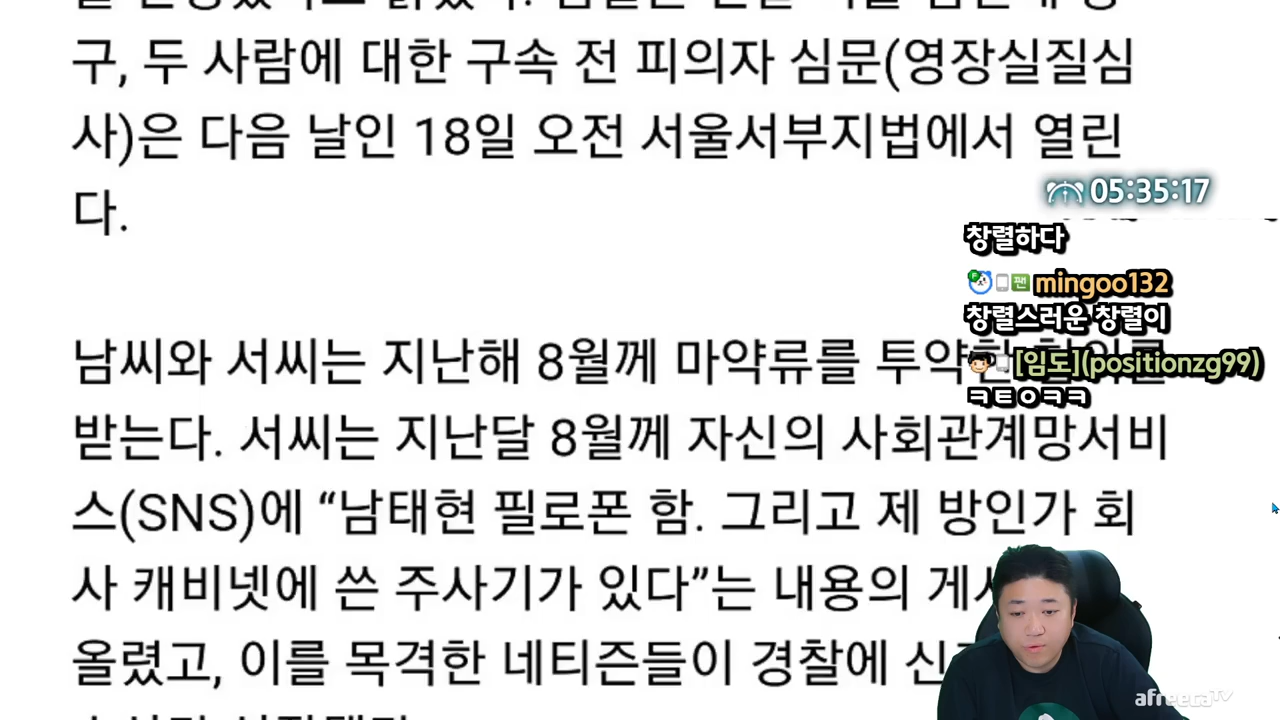 구, 두 사람에 대한 구속 전 피의자 심문(영장실질심
사)은 다음 날인 18일 오전 서울서부지법에서 열린
다.
05:35:17
창렬하다
F 팬 mingoo132
창렬스러운 창렬이
[임도](positionzg99)
ㅋㅌㅇㅋㅋ
남씨와 서씨는 지난해 8월께 마약류를 투약한
받는다. 서씨는 지난달 8월께 자신의 사회관계망서비
스(SNS)에 “남태현 필로폰 함. 그리고 제 방인가 회
사 캐비넷에 쓴 주사기가 있다”는 내용의
올렸고, 이를 목격한 네티즌들이 경찰에
afreecaTV